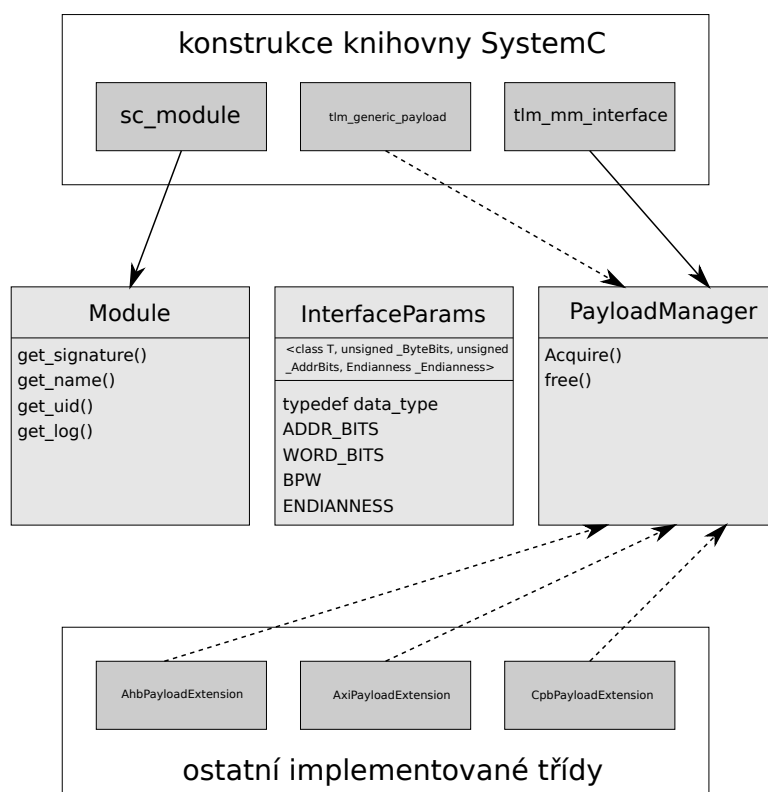 konstrukce knihovny SystemC
sc_module
tlm_generic_payload
tlm_mm_interface
Module
get_signature()
get_name()
get_uid()
get_log()
InterfaceParams
<class T, unsigned _ByteBits, unsigned
_AddrBits, Endianness _Endianness>
typedef data_type
ADDR_BITS
WORD_BITS
BPW
ENDIANNESS
PayloadManager
Acquire()
free()
AhbPayloadExtension
AxiPayloadExtension
CpbPayloadExtension
ostatní implementované třídy